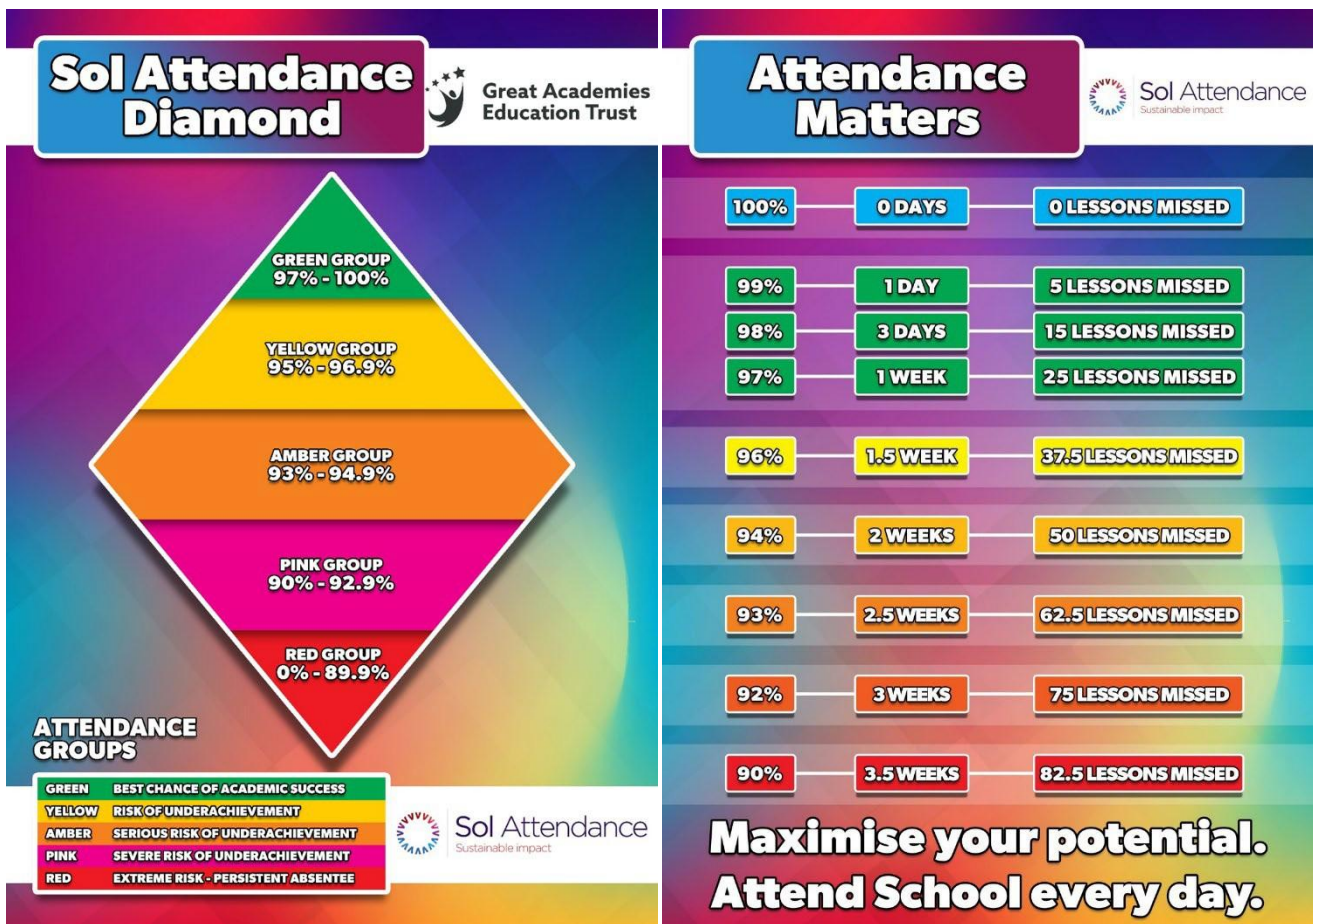 Sol Attendance
Diamond
Great Academies
Education Trust
GREEN GROUP
97% - 100%
YELLOW GROUP
95% - 96.9%
AMBER GROUP
93% - 94.9%
PINK GROUP
90% - 92.9%
RED GROUP
0% - 89.9%
ATTENDANCE
GROUPS
GREEN BEST CHANCE OF ACADEMIC SUCCESS
YELLOW RISK OF UNDERACHIEVEMENT
AMBER SERIOUS RISK OF UNDERACHIEVEMENT
PINK SEVERE RISK OF UNDERACHIEVEMENT
RED EXTREME RISK - PERSISTENT ABSENTEE
Sol Attendance
Sustainable impact
Attendance
Matters
Sol Attendance
Sustainable impact
100% 0 DAYS 0 LESSONS MISSED
99% 1 DAY 5 LESSONS MISSED
98% 3 DAYS 15 LESSONS MISSED
97% 1 WEEK 25 LESSONS MISSED
96% 1.5 WEEK 37.5 LESSONS MISSED
94% 2 WEEKS 50 LESSONS MISSED
93% 2.5 WEEKS 62.5 LESSONS MISSED
92% 3 WEEKS 75 LESSONS MISSED
90% 3.5 WEEKS 82.5 LESSONS MISSED
Maximise your potential.
Attend School every day.